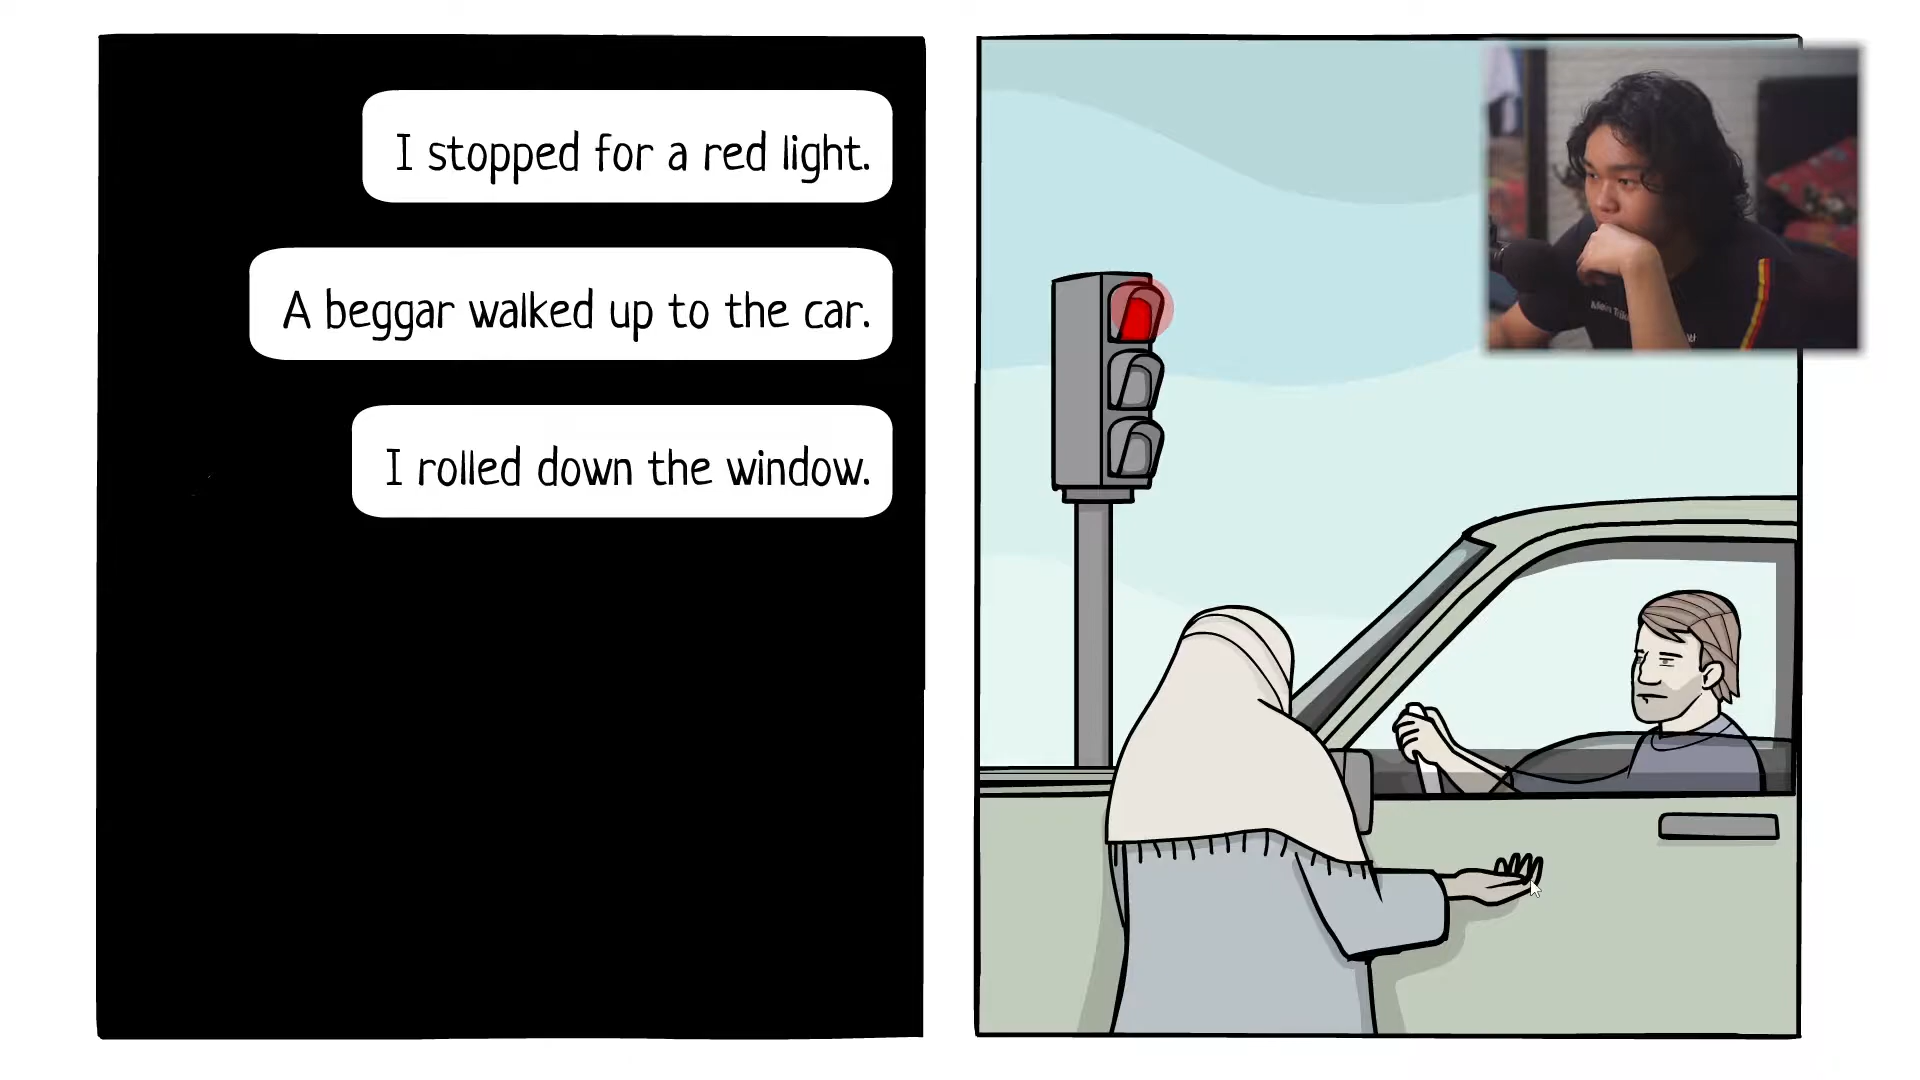 I stopped for a red light.
A beggar walked up to the car.
I rolled down the window.